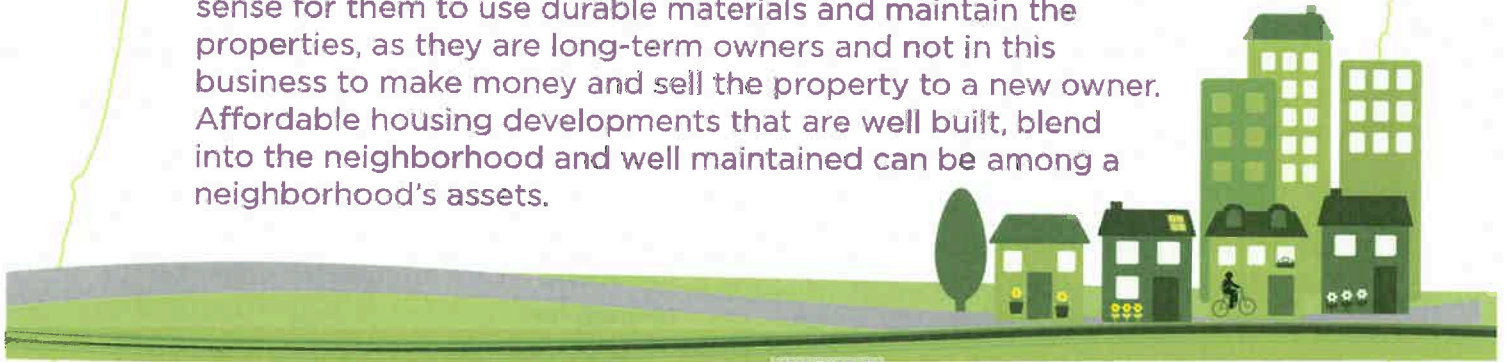 sense for them to use durable materials and maintain the
properties, as they are long-term owners and not in this
business to make money and sell the property to a new owner.
Affordable housing developments that are well built, blend
into the neighborhood and well maintained can be among a
neighborhood's assets.